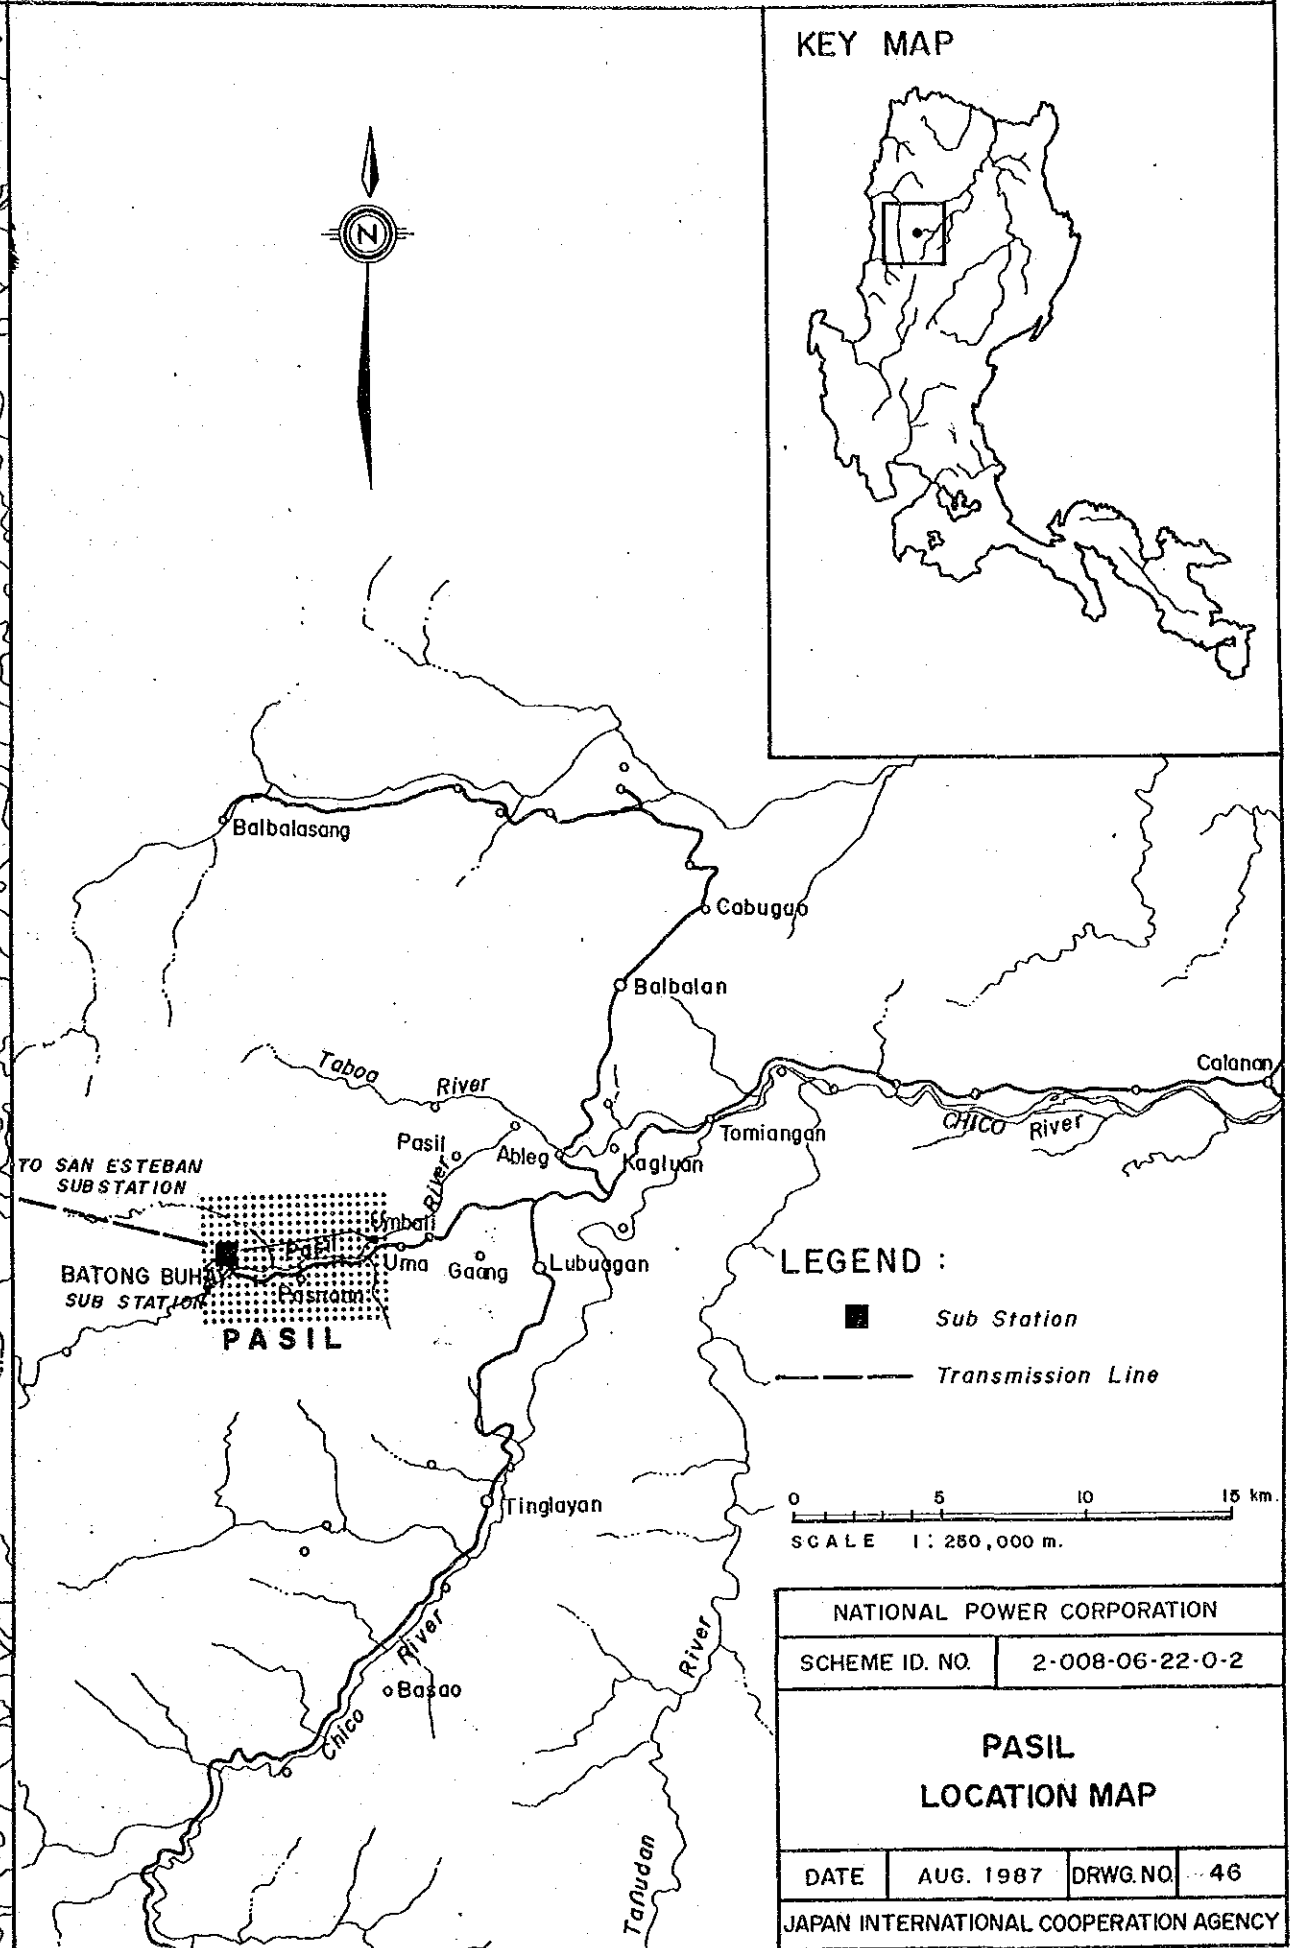 KEY MAP
N
Balbalasang
Cabugao
Balbalan
Taboa River
Calanan
CHICO River
Pasil River
Ableg
Tomiangan
Kagluan
TO SAN ESTEBAN
SUBSTATION
Pasil
Uma
Gaang
Lubuagan
BATONG BUHAY
SUB STATION
PASIL
LEGEND :
Sub Station
Transmission Line
Tinglayan
0 5 10 15 km.
SCALE 1: 250,000 m.
Chico River
Basao
River
Tanudan
NATIONAL POWER CORPORATION
SCHEME ID. NO. 2-008-06-22-0-2
PASIL
LOCATION MAP
DATE AUG. 1987 DRWG. NO. 46
JAPAN INTERNATIONAL COOPERATION AGENCY